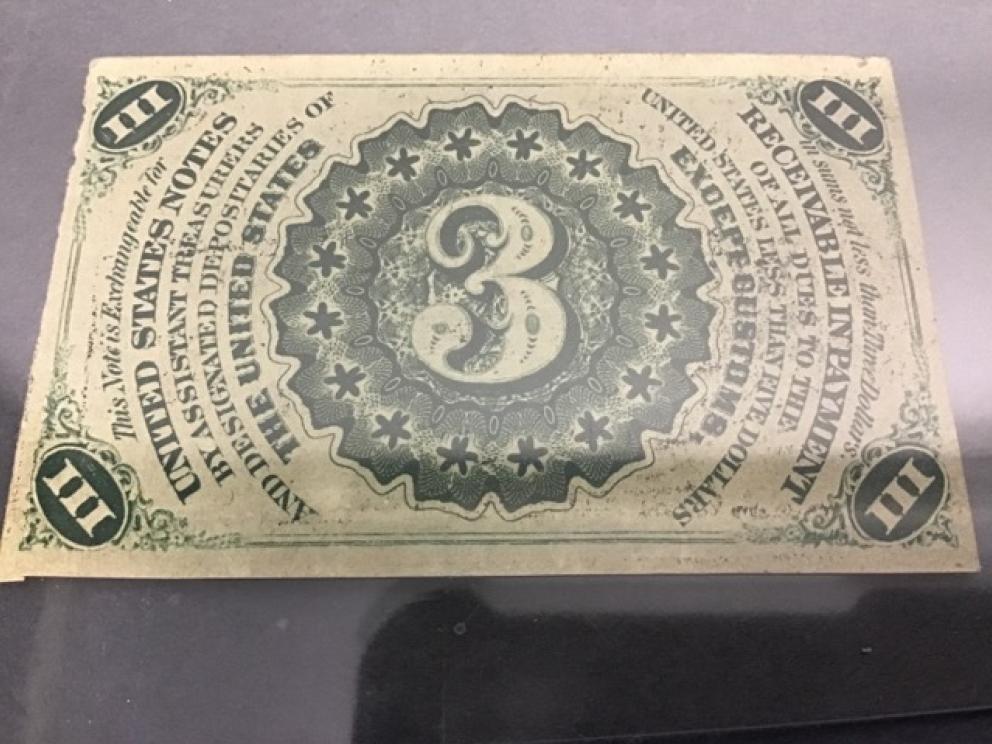 III
III
This Note is Exchangeable for
UNITED STATES NOTES
BY ASSISTANT TREASURERS
AND DESIGNATED DEPOSITARIES OF
THE UNITED STATES
3
in sums not less than Three Dollars
RECEIVABLE IN PAYMENT
OF ALL DUES TO THE
UNITED STATES LESS THAN FIVE DOLLARS
EXCEPT CUSTOMS.
III
III